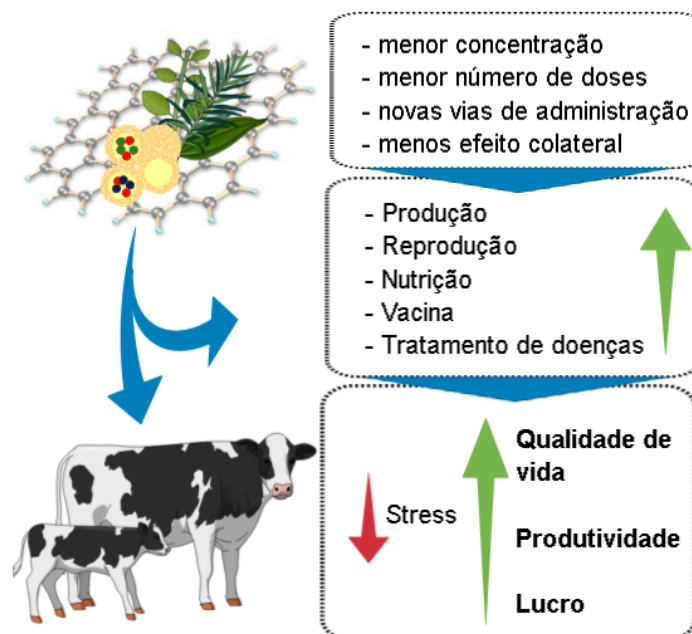 - menor concentração
- menor número de doses
- novas vias de administração
- menos efeito colateral
- Produção
- Reprodução
- Nutrição
- Vacina
- Tratamento de doenças
Stress
Qualidade de
vida
Produtividade
Lucro